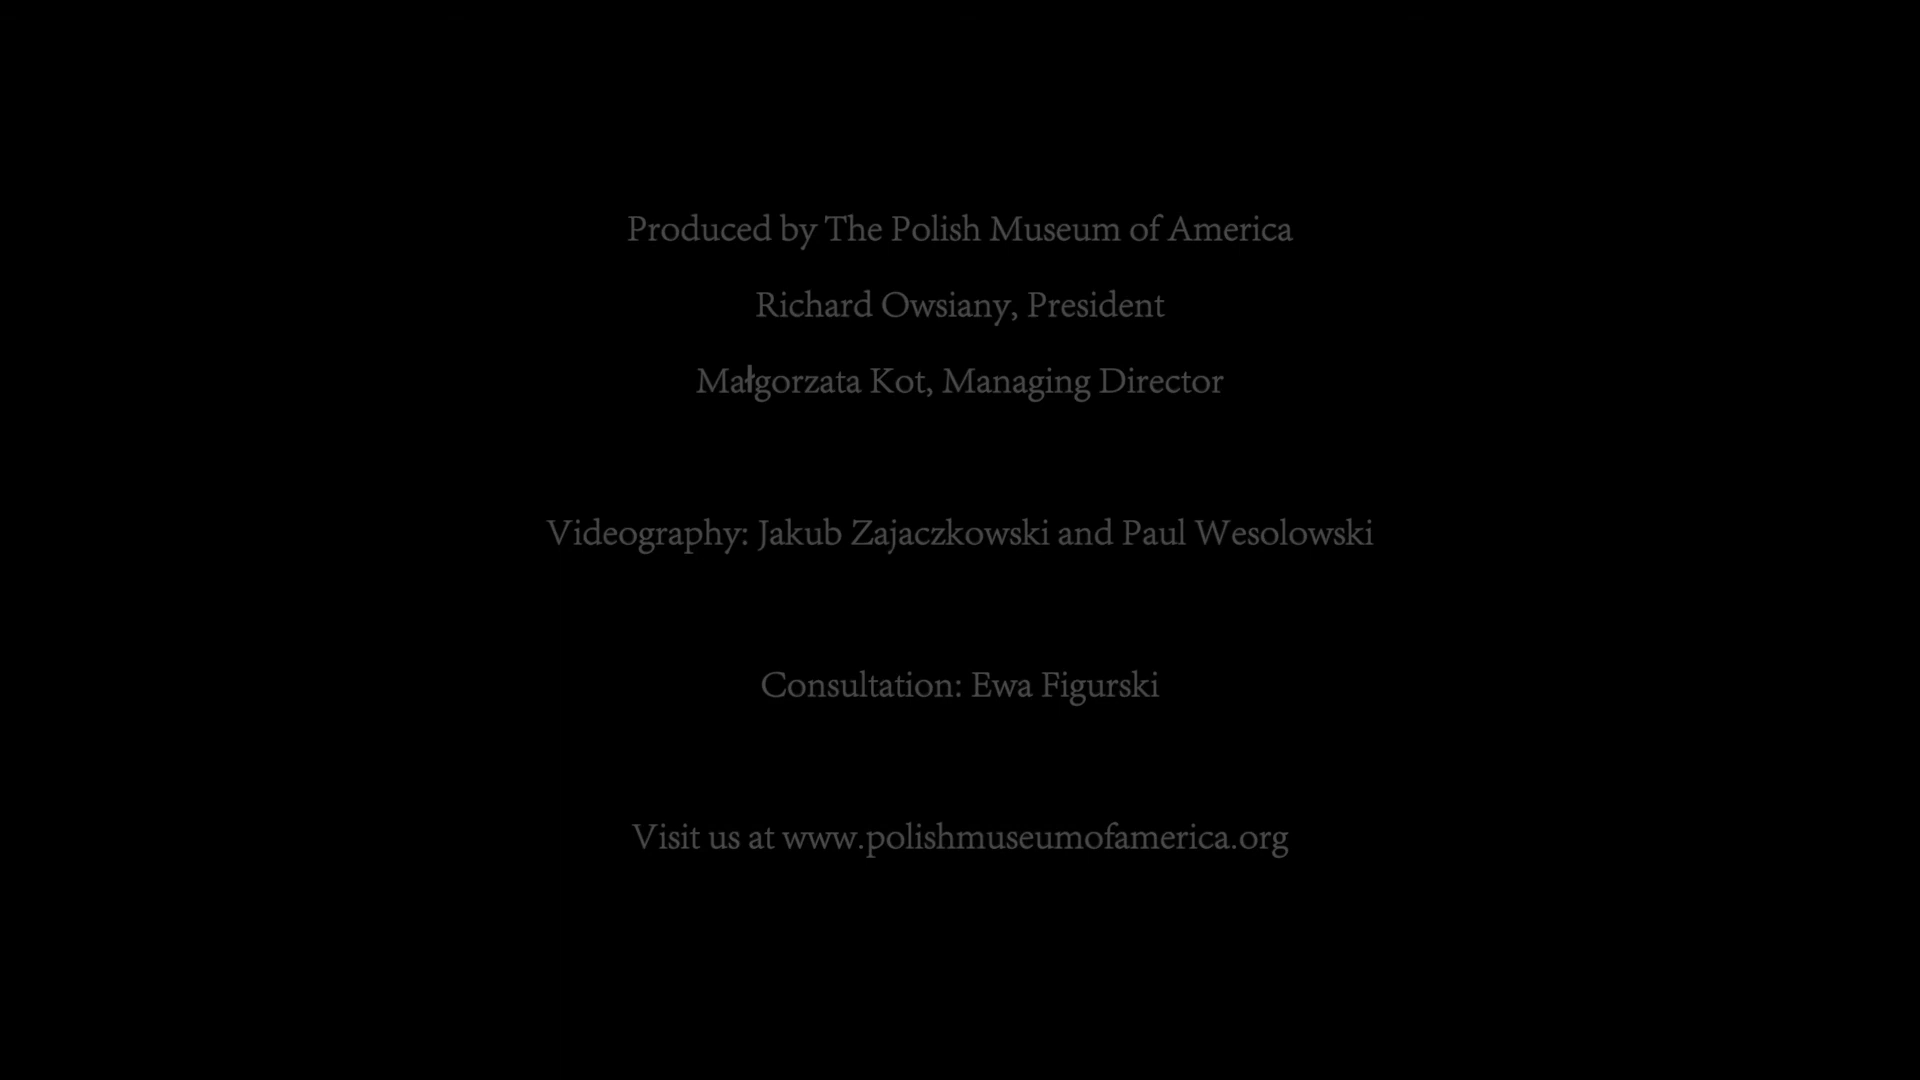 Produced by The Polish Museum of America
Richard Owsiany, President
Małgorzata Kot, Managing Director
Videography: Jakub Zajaczkowski and Paul Wesolowski
Consultation: Ewa Figurski
Visit us at www.polishmuseumofamerica.org